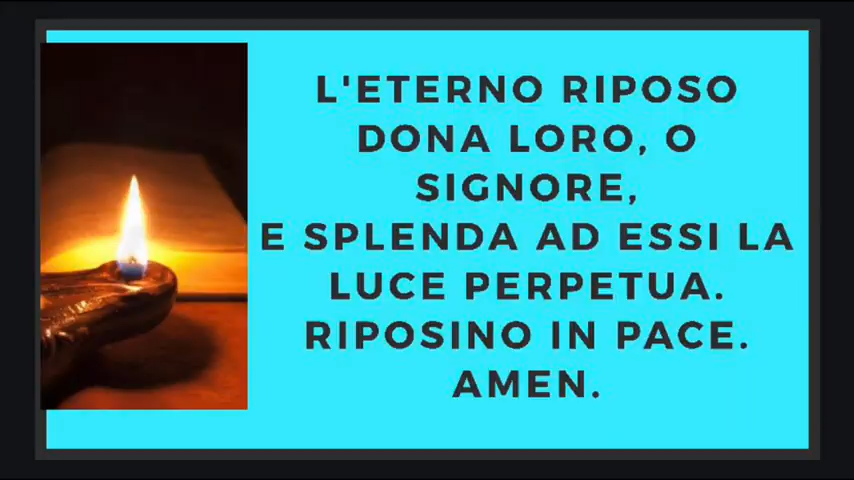 L'ETERNO RIPOSO
DONA LORO, O
SIGNORE,
E SPLENDA AD ESSI LA
LUCE PERPETUA.
RIPOSINO IN PACE.
AMEN.